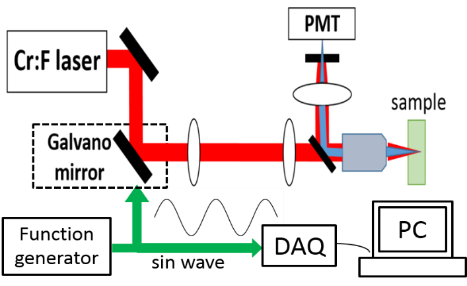 PMT
Cr:F laser
sample
Galvano
mirror
Function
generator
sin wave
DAQ
PC